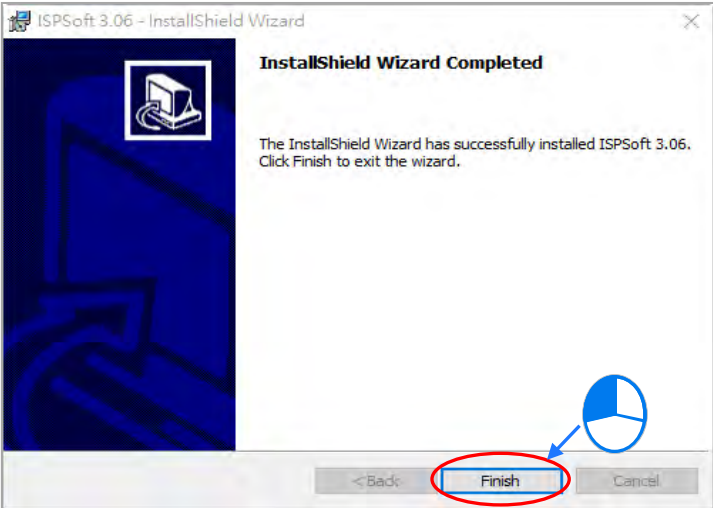 ISPSoft 3.06 - InstallShield Wizard
InstallShield Wizard Completed
The InstallShield Wizard has successfully installed ISPSoft 3.06.
Click Finish to exit the wizard.
< Back
Finish
Cancel